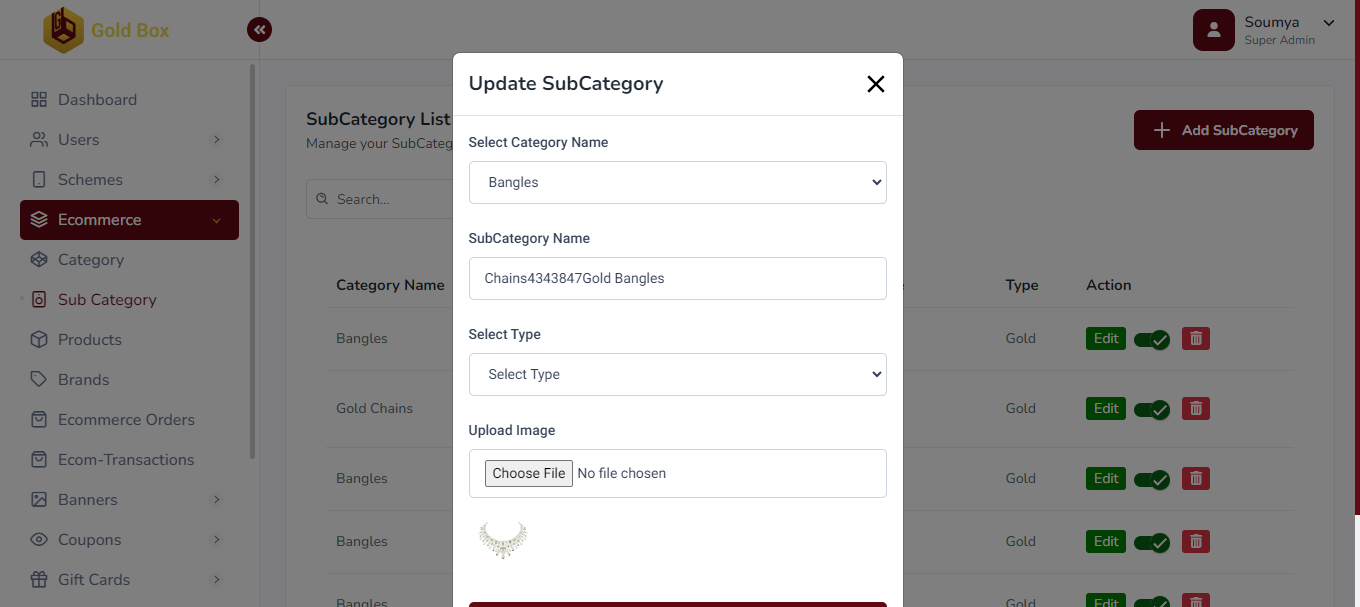 Gold Box
Soumya
Super Admin
Dashboard
Users
Schemes
Ecommerce
Category
Sub Category
Products
Brands
Ecommerce Orders
Ecom-Transactions
Banners
Coupons
Gift Cards
SubCategory List
Manage your SubCateg
Add SubCategory
Search...
Category Name
Type
Action
Bangles
Gold
Edit
Gold Chains
Gold
Edit
Bangles
Gold
Edit
Bangles
Gold
Edit
Bangles
Gold
Edit
Update SubCategory
Select Category Name
Bangles
SubCategory Name
Chains4343847Gold Bangles
Select Type
Select Type
Upload Image
Choose File No file chosen